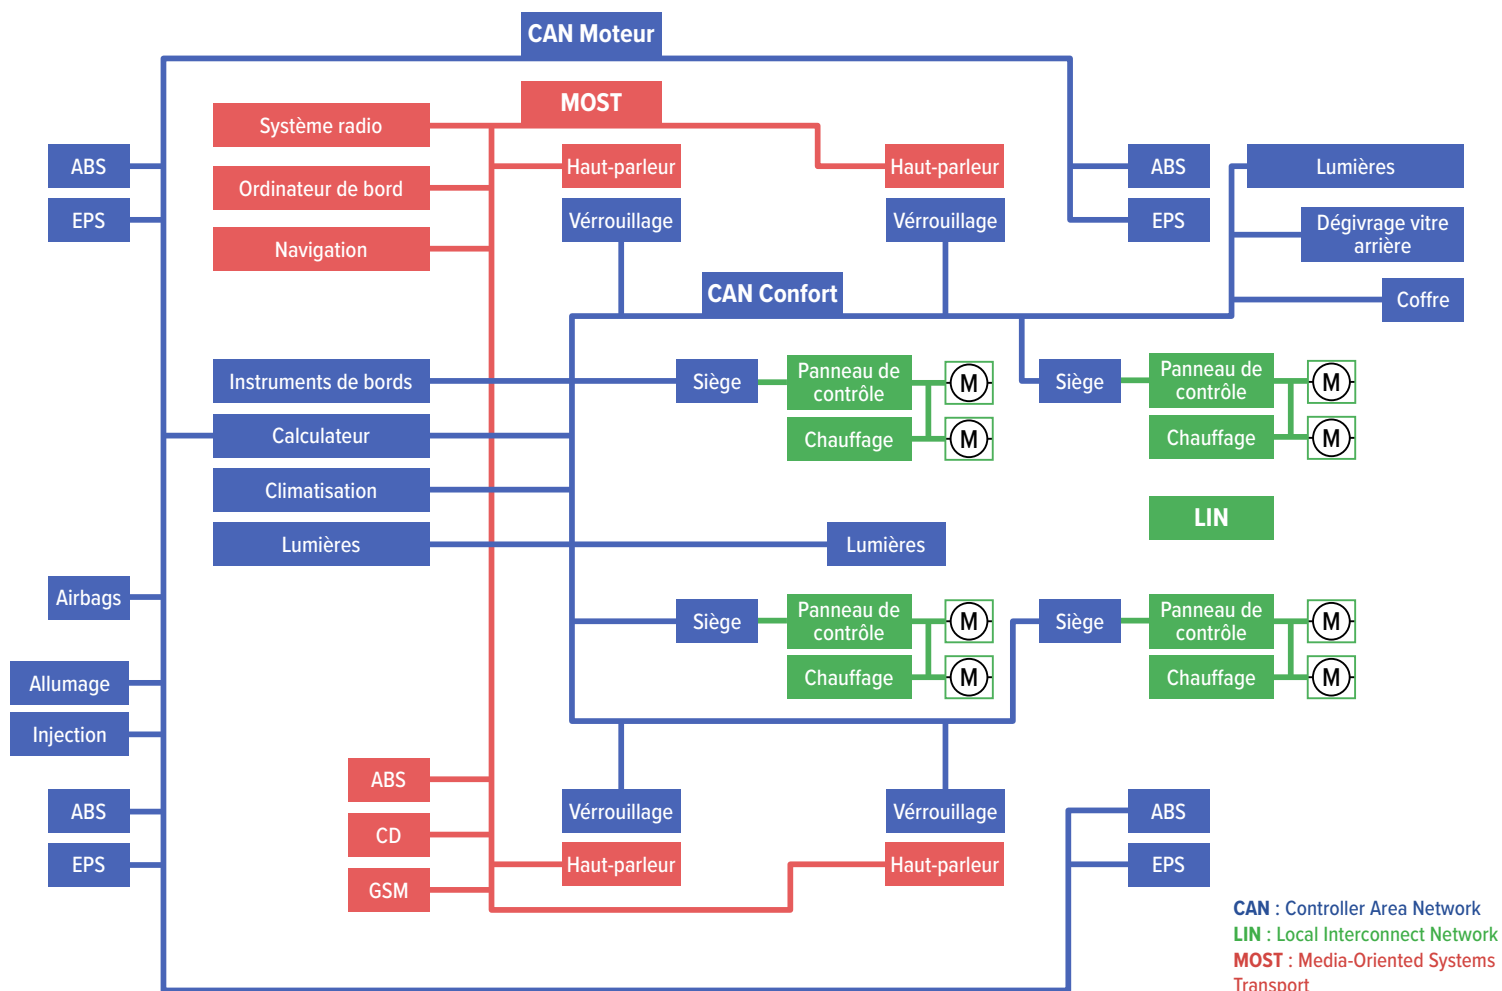 CAN Moteur
MOST
Système radio
Haut-parleur
Haut-parleur
ABS
ABS
Lumières
Ordinateur de bord
EPS
Vérrouillage
Vérrouillage
EPS
Navigation
Dégivrage vitre
arrière
CAN Confort
Coffre
Instruments de bords
Siège
Panneau de
contrôle
M
Siège
Panneau de
contrôle
M
Calculateur
Chauffage
M
Chauffage
M
Climatisation
LIN
Lumières
Lumières
Airbags
Siège
Panneau de
contrôle
M
Siège
Panneau de
contrôle
M
Allumage
Chauffage
M
Chauffage
M
Injection
ABS
ABS
Vérrouillage
Vérrouillage
ABS
CD
EPS
Haut-parleur
Haut-parleur
EPS
GSM
CAN : Controller Area Network
LIN : Local Interconnect Network
MOST : Media-Oriented Systems
Transport